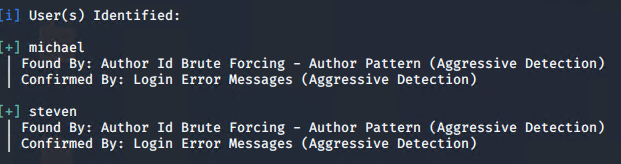 [i] User(s) Identified:
[+] michael
| Found By: Author Id Brute Forcing - Author Pattern (Aggressive Detection)
| Confirmed By: Login Error Messages (Aggressive Detection)
[+] steven
| Found By: Author Id Brute Forcing - Author Pattern (Aggressive Detection)
| Confirmed By: Login Error Messages (Aggressive Detection)